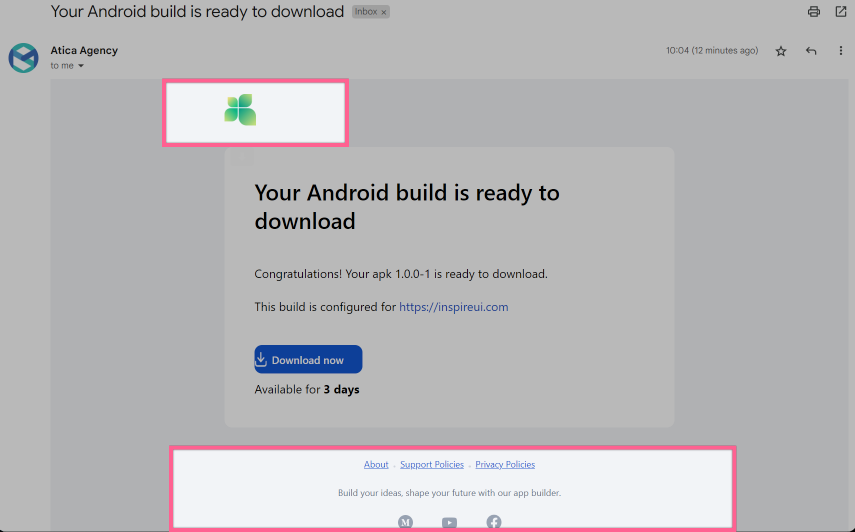 Your Android build is ready to download Inbox ×
Atica Agency 10:04 (12 minutes ago)
to me
Your Android build is ready to
download
Congratulations! Your apk 1.0.0-1 is ready to download.
This build is configured for https://inspireui.com
Download now
Available for 3 days
About . Support Policies . Privacy Policies
Build your ideas, shape your future with our app builder.